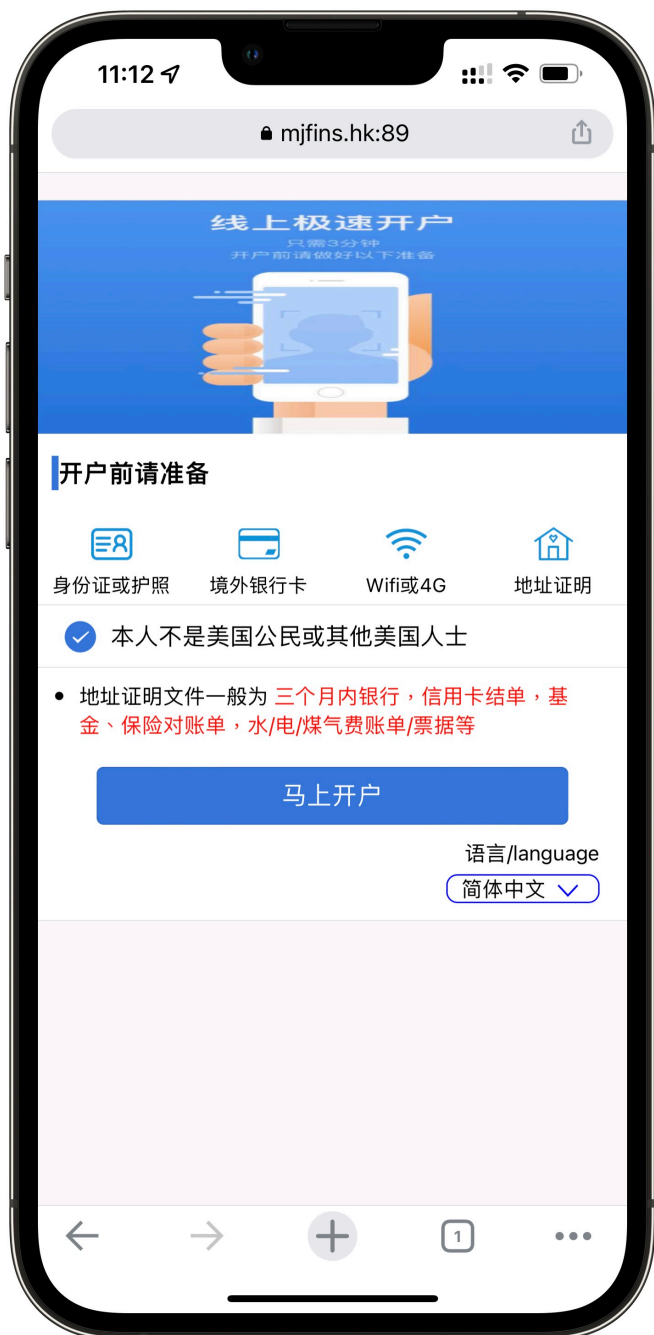 11:12
mjfins.hk:89
线上极速开户
只需3分钟
开户前请做好以下准备
开户前请准备
身份证或护照
境外银行卡
Wifi或4G
地址证明
本人不是美国公民或其他美国人士
• 地址证明文件一般为 三个月内银行，信用卡结单，基
金、保险对账单，水/电/煤气费账单/票据等
马上开户
语言/language
简体中文
1